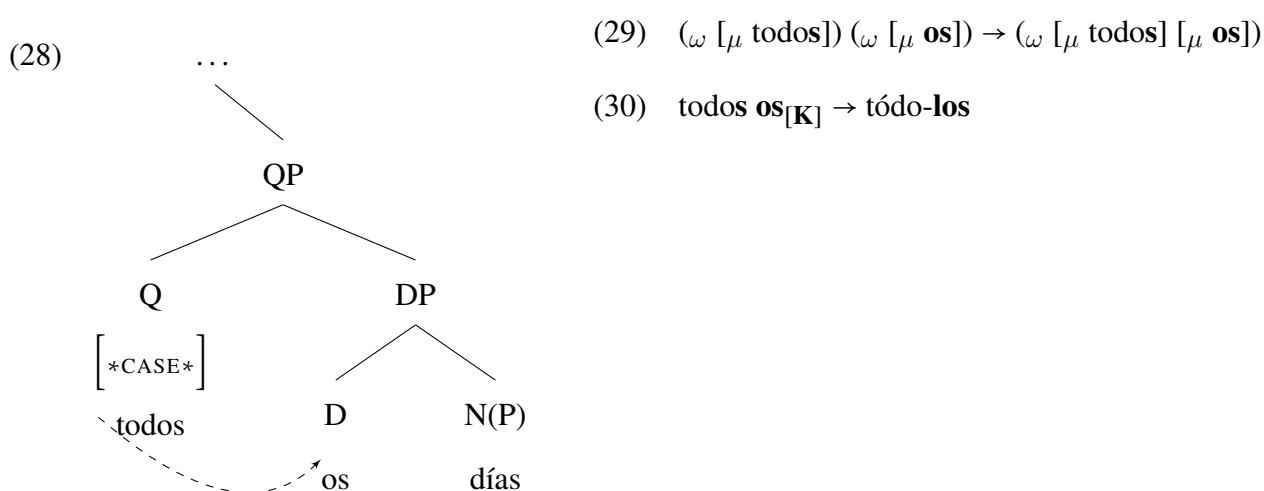 (28) …
QP
Q DP
[*CASE*]
todos D N(P)
os días
(29) (ω [μ todos]) (ω [μ os]) → (ω [μ todos] [μ os])
(30) todos os[K] → tódo-los